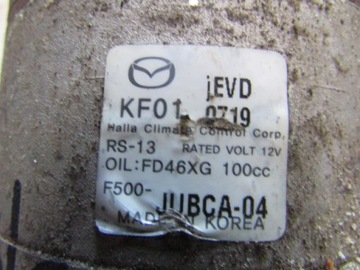 jEVD
KF01 0719
Halla Climate Control Corp.
RS-13 RATED VOLT 12V
OIL:FD46XG 100cc
F500-JUBCA-04
MADE IN KOREA